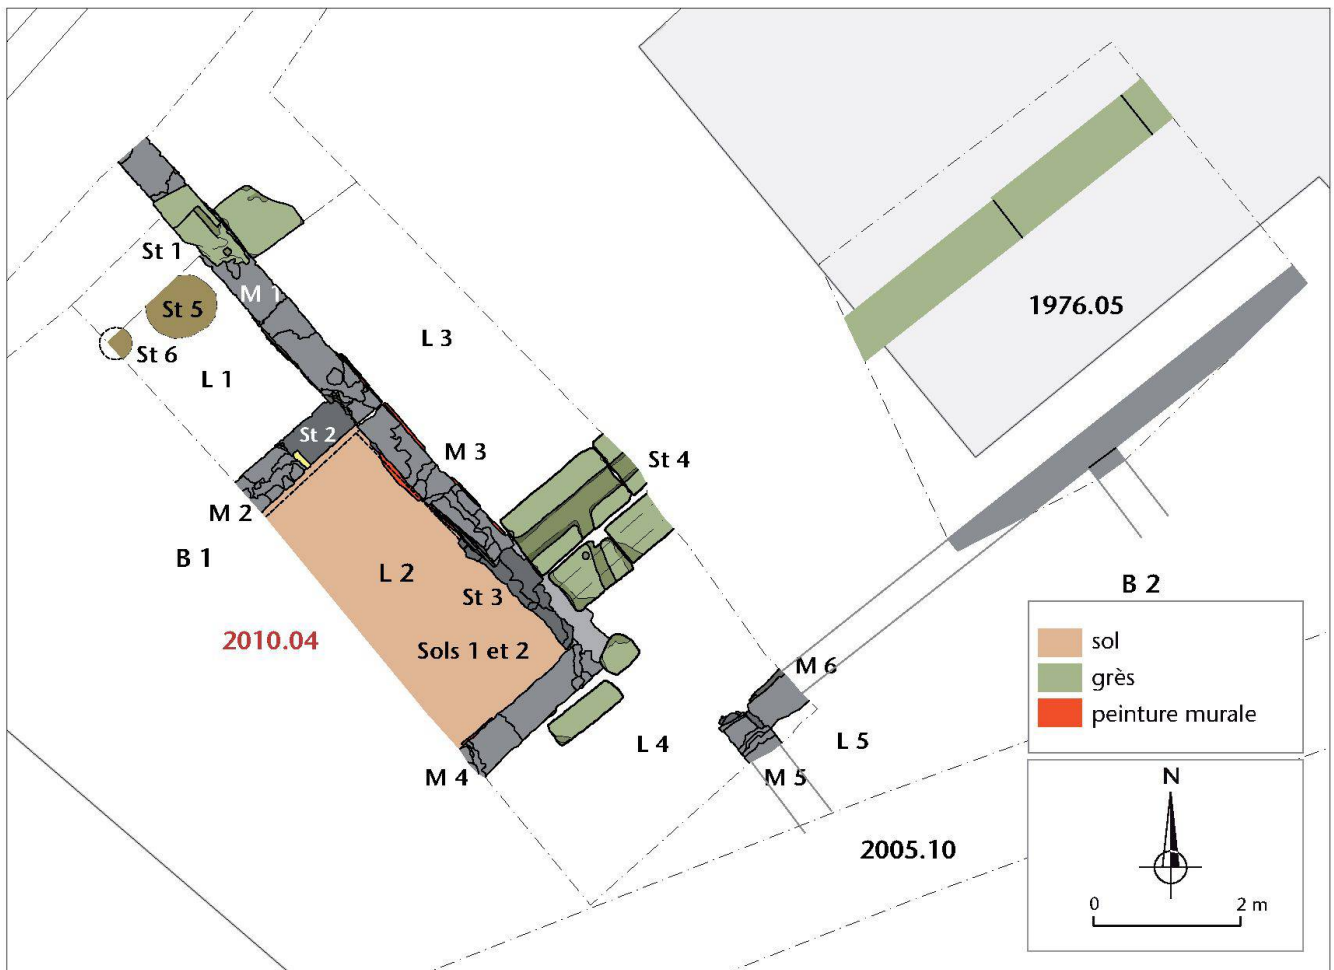 St 1
M 1
St 5
St 6
L 3
L 1
1976.05
St 2
M 3
St 4
M 2
B 1
L 2
St 3
B 2
2010.04
Sols 1 et 2
sol
grès
peinture murale
M 6
L 4
L 5
M 4
M 5
2005.10
N
0 2 m